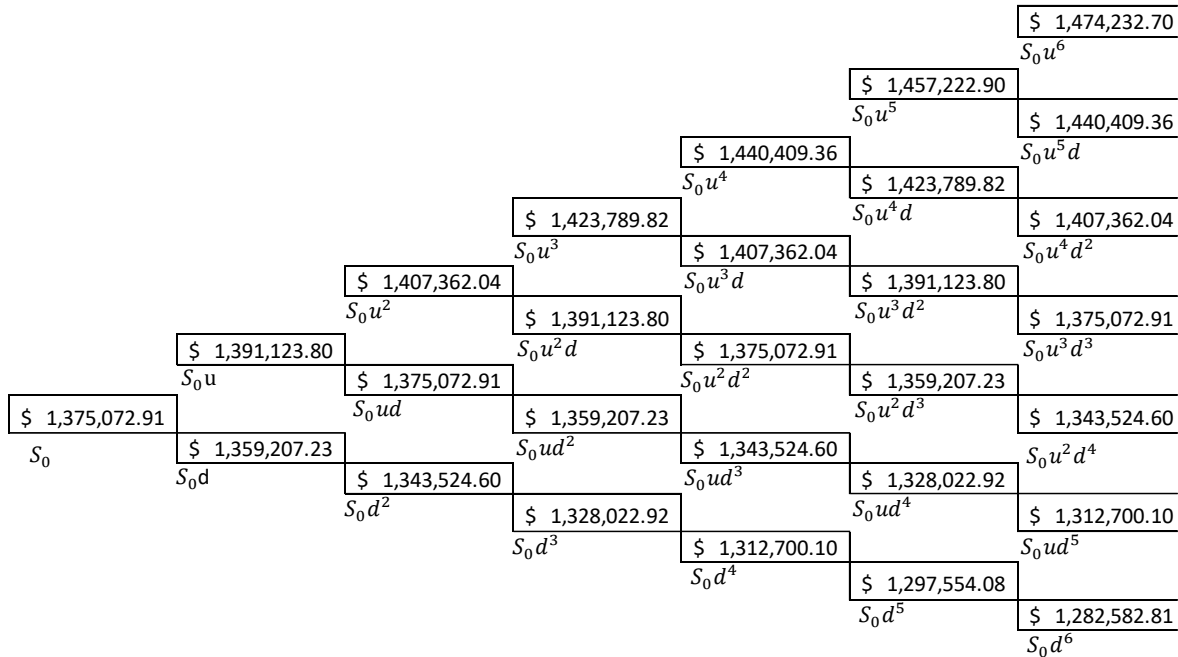 $ 1,474,232.70
S₀u⁶
$ 1,457,222.90
S₀u⁵
$ 1,440,409.36
S₀u⁵d
$ 1,440,409.36
S₀u⁴
$ 1,423,789.82
S₀u⁴d
$ 1,423,789.82
S₀u³
$ 1,407,362.04
S₀u⁴d²
$ 1,407,362.04
S₀u³d
$ 1,407,362.04
S₀u²
$ 1,391,123.80
S₀u³d²
$ 1,391,123.80
S₀u²d
$ 1,375,072.91
S₀u³d³
$ 1,391,123.80
S₀u
$ 1,375,072.91
S₀u²d²
$ 1,375,072.91
S₀ud
$ 1,359,207.23
S₀u²d³
$ 1,375,072.91
S₀
$ 1,359,207.23
S₀ud²
$ 1,343,524.60
S₀u²d⁴
$ 1,359,207.23
S₀d
$ 1,343,524.60
S₀ud³
$ 1,343,524.60
S₀d²
$ 1,328,022.92
S₀ud⁴
$ 1,328,022.92
S₀d³
$ 1,312,700.10
S₀ud⁵
$ 1,312,700.10
S₀d⁴
$ 1,297,554.08
S₀d⁵
$ 1,282,582.81
S₀d⁶